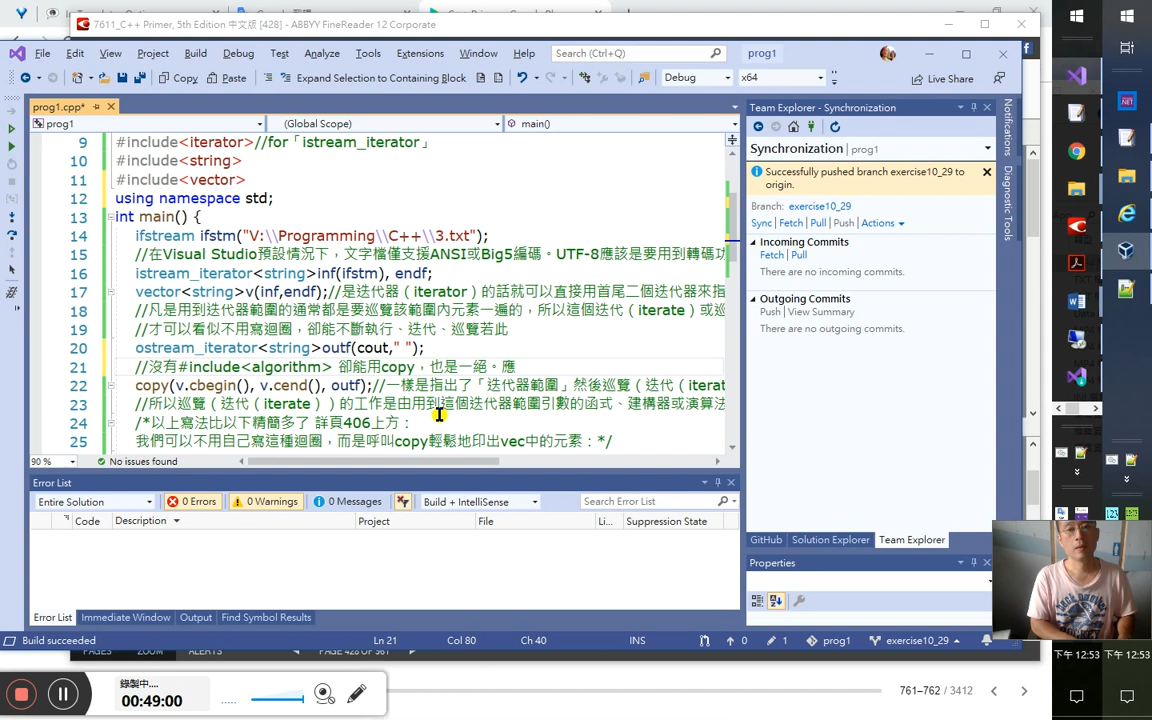 7611_C++ Primer, 5th Edition 中文版 [428] - ABBYY FineReader 12 Corporate
File Edit View Project Build Debug Test Analyze Tools Extensions Window Help Search (Ctrl+Q) prog1
Copy Paste Expand Selection to Containing Block Debug x64 Live Share
prog1.cpp*
prog1 (Global Scope) main()
9 #include<iterator>//for「istream_iterator」
10 #include<string>
11 #include<vector>
12 using namespace std;
13 int main() {
14 ifstream ifstm("V:\\Programming\\C++\\3.txt");
15 //在Visual Studio預設情況下，文字檔僅支援ANSI或Big5編碼。UTF-8應該是要用到轉碼功
16 istream_iterator<string>inf(ifstm), endf;
17 vector<string>v(inf,endf);//是迭代器（iterator）的話就可以直接用首尾二個迭代器來指
18 //凡是用到迭代器範圍的通常都是要巡覽該範圍內元素一遍的，所以這個迭代（iterate）或巡
19 //才可以看似不用寫迴圈，卻能不斷執行、迭代、巡覽若此
20 ostream_iterator<string>outf(cout," ");
21 //沒有#include<algorithm> 卻能用copy，也是一絕。應
22 copy(v.cbegin(), v.cend(), outf);//一樣是指出了「迭代器範圍」然後巡覽（迭代（iterat
23 //所以巡覽（迭代（iterate））的工作是由用到這個迭代器範圍引數的函式、建構器或演算法
24 /*以上寫法比以下精簡多了 詳頁406上方：
25 我們可以不用自己寫這種迴圈，而是呼叫copy輕鬆地印出vec中的元素：*/
90 % No issues found
Error List
Entire Solution 0 Errors 0 Warnings 0 Messages Build + IntelliSense Search Error List
Code Description Project File Li... Suppression State
Error List Immediate Window Output Find Symbol Results
Build succeeded Ln 21 Col 80 Ch 40 INS 0 1 prog1 exercise10_29
Team Explorer - Synchronization
Synchronization | prog1
Successfully pushed branch exercise10_29 to
origin.
Branch: exercise10_29
Sync Fetch Pull Push Actions
Incoming Commits
Fetch Pull
There are no incoming commits.
Outgoing Commits
Push View Summary
There are no outgoing commits.
GitHub Solution Explorer Team Explorer
Properties
Notifications
Diagnostic Tools
PAGES ZOOM ALERTS PAGE 428 OF 961
錄製中....
00:49:00
761–762 / 3412
下午 12:53 下午 12:53